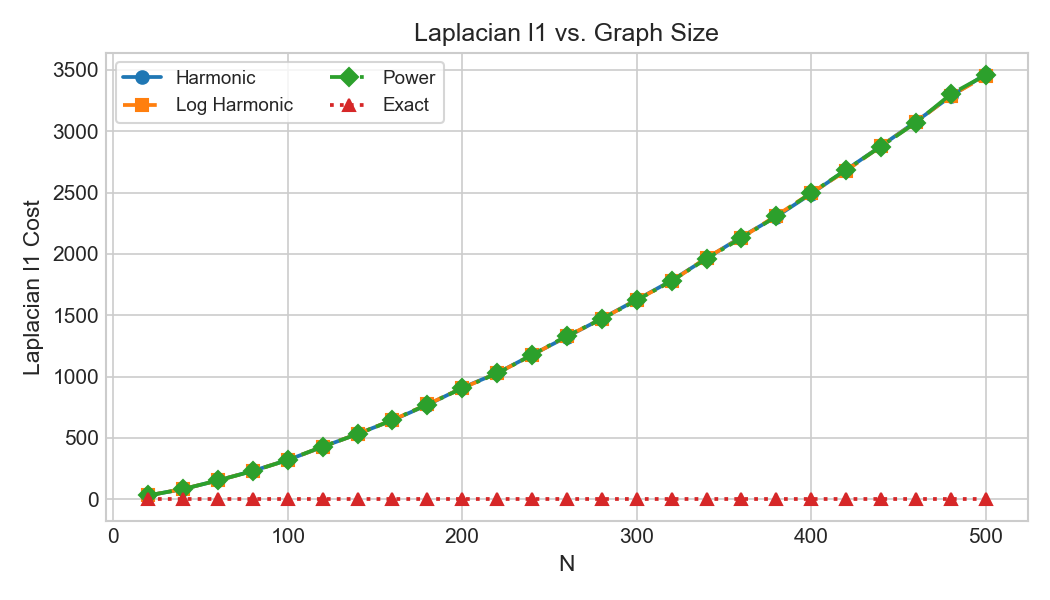 Laplacian l1 vs. Graph Size
Harmonic
Log Harmonic
Power
Exact
Laplacian l1 Cost
3500
3000
2500
2000
1500
1000
500
0
0 100 200 300 400 500
N